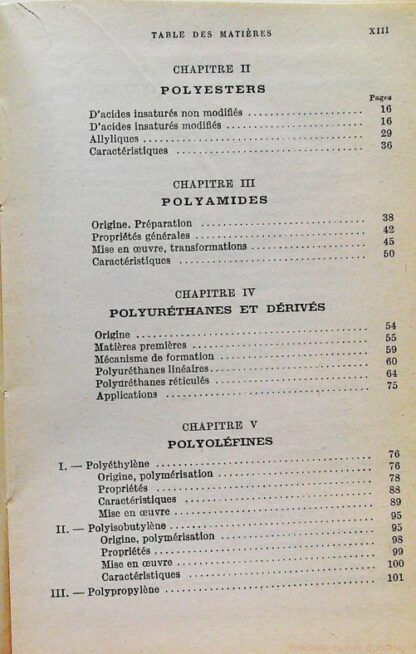 TABLE DES MATIÈRES XIII
CHAPITRE II
POLYESTERS
Pages
D'acides insaturés non modifiés 16
D'acides insaturés modifiés 16
Allyliques 29
Caractéristiques 36
CHAPITRE III
POLYAMIDES
Origine. Préparation 38
Propriétés générales 42
Mise en œuvre, transformations 45
Caractéristiques 50
CHAPITRE IV
POLYURÉTHANES ET DÉRIVÉS
Origine 54
Matières premières 55
Mécanisme de formation 59
Polyuréthanes linéaires 60
Polyuréthanes réticulés 64
Applications 75
CHAPITRE V
POLYOLÉFINES
I. — Polyéthylène 76
Origine, polymérisation 76
Propriétés 78
Caractéristiques 88
Mise en œuvre 89
II. — Polyisobutylène 95
Origine, polymérisation 95
Propriétés 98
Mise en œuvre 99
Caractéristiques 100
III. — Polypropylène 101